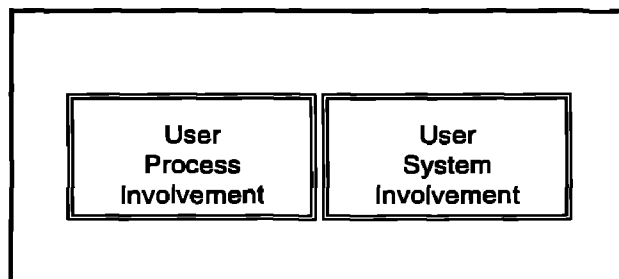 User
Process
Involvement
User
System
Involvement